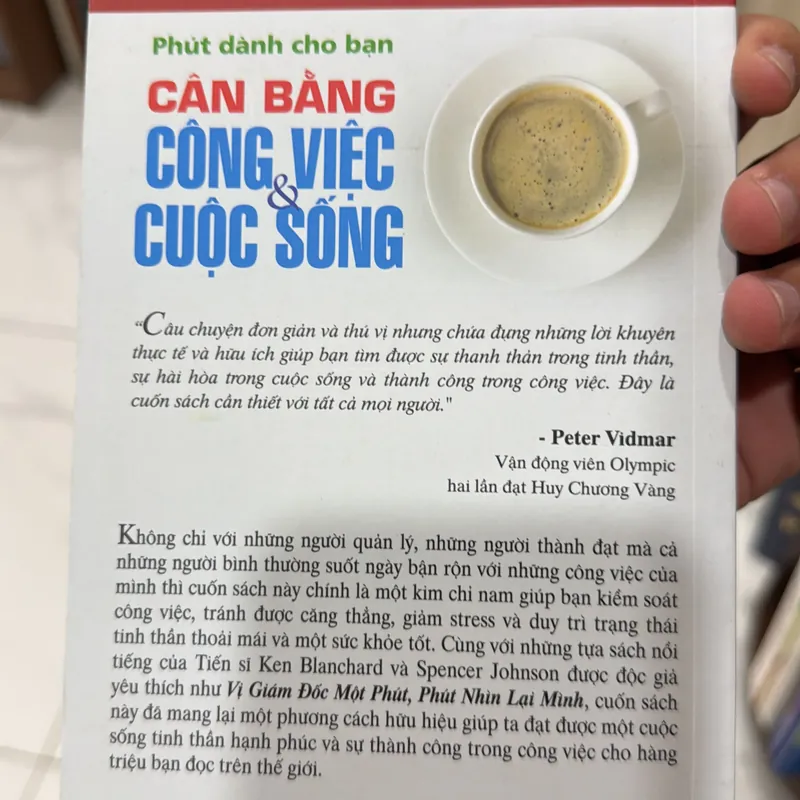 Phút dành cho bạn
CÂN BẰNG
CÔNG VIỆC
&
CUỘC SỐNG
"Câu chuyện đơn giản và thú vị nhưng chứa đựng những lời khuyên
thực tế và hữu ích giúp bạn tìm được sự thanh thản trong tinh thần,
sự hài hòa trong cuộc sống và thành công trong công việc. Đây là
cuốn sách cần thiết với tất cả mọi người."
- Peter Vidmar
Vận động viên Olympic
hai lần đạt Huy Chương Vàng
Không chỉ với những người quản lý, những người thành đạt mà cả
những người bình thường suốt ngày bận rộn với những công việc của
mình thì cuốn sách này chính là một kim chỉ nam giúp bạn kiểm soát
công việc, tránh được căng thẳng, giảm stress và duy trì trạng thái
tinh thần thoải mái và một sức khỏe tốt. Cùng với những tựa sách nổi
tiếng của Tiến sĩ Ken Blanchard và Spencer Johnson được độc giả
yêu thích như Vị Giám Đốc Một Phút, Phút Nhìn Lại Mình, cuốn sách
này đã mang lại một phương cách hữu hiệu giúp ta đạt được một cuộc
sống tinh thần hạnh phúc và sự thành công trong công việc cho hàng
triệu bạn đọc trên thế giới.